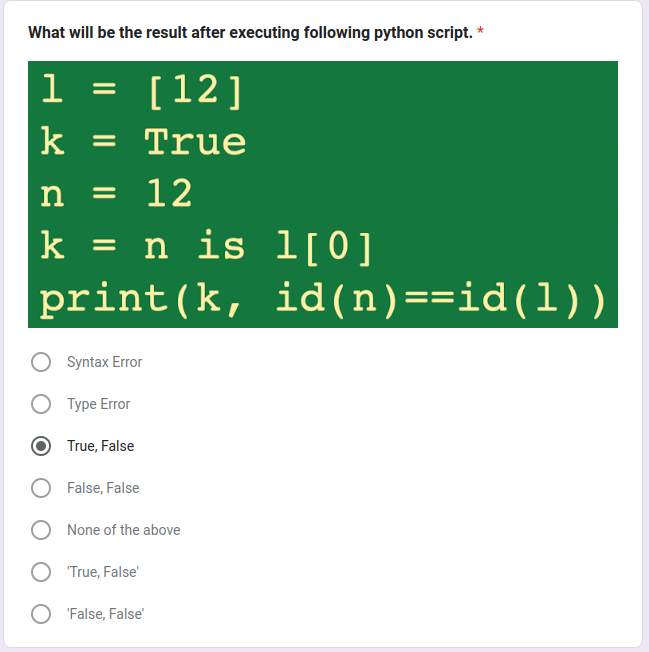 What will be the result after executing following python script. *
l = [12]
k = True
n = 12
k = n is l[0]
print(k, id(n)==id(l))
Syntax Error
Type Error
True, False
False, False
None of the above
'True, False'
'False, False'